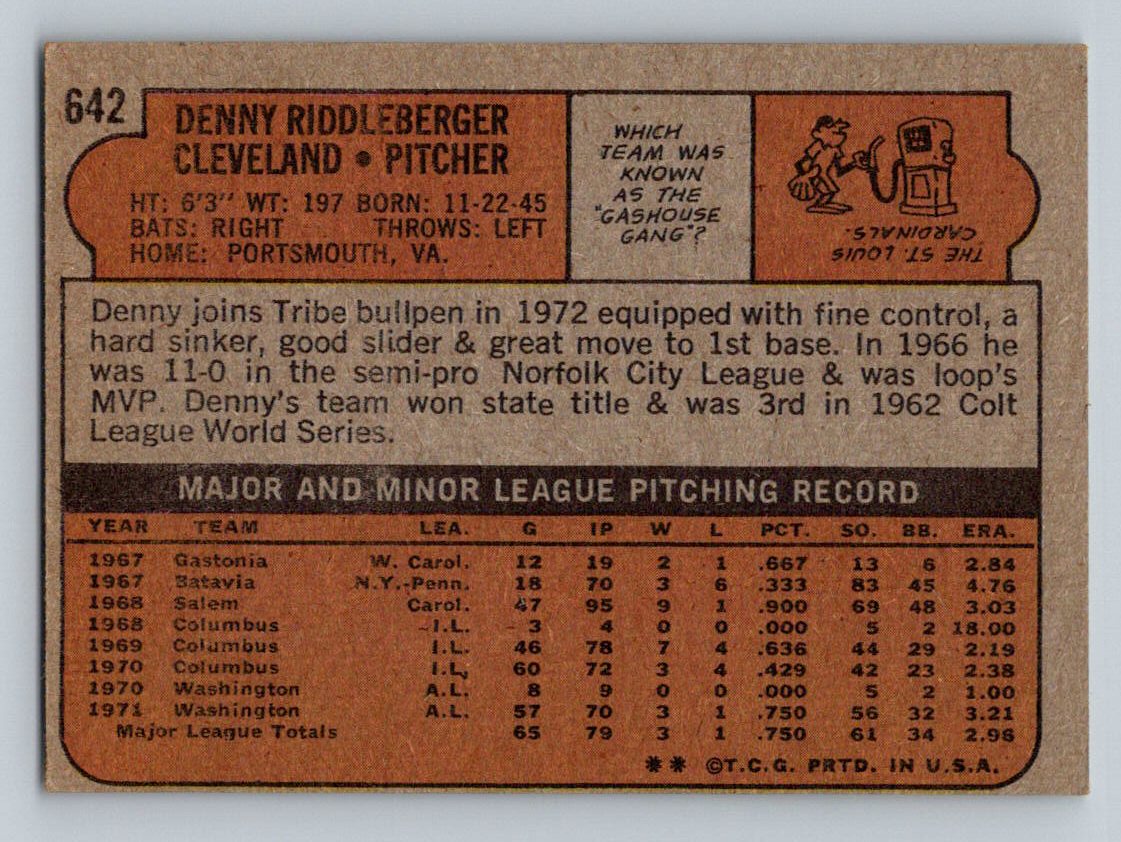 642
DENNY RIDDLEBERGER
CLEVELAND • PITCHER
HT: 6'3" WT: 197 BORN: 11-22-45
BATS: RIGHT THROWS: LEFT
HOME: PORTSMOUTH, VA.
WHICH
TEAM WAS
KNOWN
AS THE
"GASHOUSE
GANG"?
THE ST. LOUIS
CARDINALS.
Denny joins Tribe bullpen in 1972 equipped with fine control, a
hard sinker, good slider & great move to 1st base. In 1966 he
was 11-0 in the semi-pro Norfolk City League & was loop's
MVP. Denny's team won state title & was 3rd in 1962 Colt
League World Series.
MAJOR AND MINOR LEAGUE PITCHING RECORD
YEAR TEAM LEA. G IP W L PCT. SO. BB. ERA.
1967 Gastonia W. Carol. 12 19 2 1 .667 13 6 2.84
1967 Batavia N.Y.-Penn. 18 70 3 6 .333 83 45 4.76
1968 Salem Carol. 47 95 9 1 .900 69 48 3.03
1968 Columbus I.L. 3 4 0 0 .000 5 2 18.00
1969 Columbus I.L. 46 78 7 4 .636 44 29 2.19
1970 Columbus I.L. 60 72 3 4 .429 42 23 2.38
1970 Washington A.L. 8 9 0 0 .000 5 2 1.00
1971 Washington A.L. 57 70 3 1 .750 56 32 3.21
Major League Totals 65 79 3 1 .750 61 34 2.96
** ©T.C.G. PRTD. IN U.S.A.